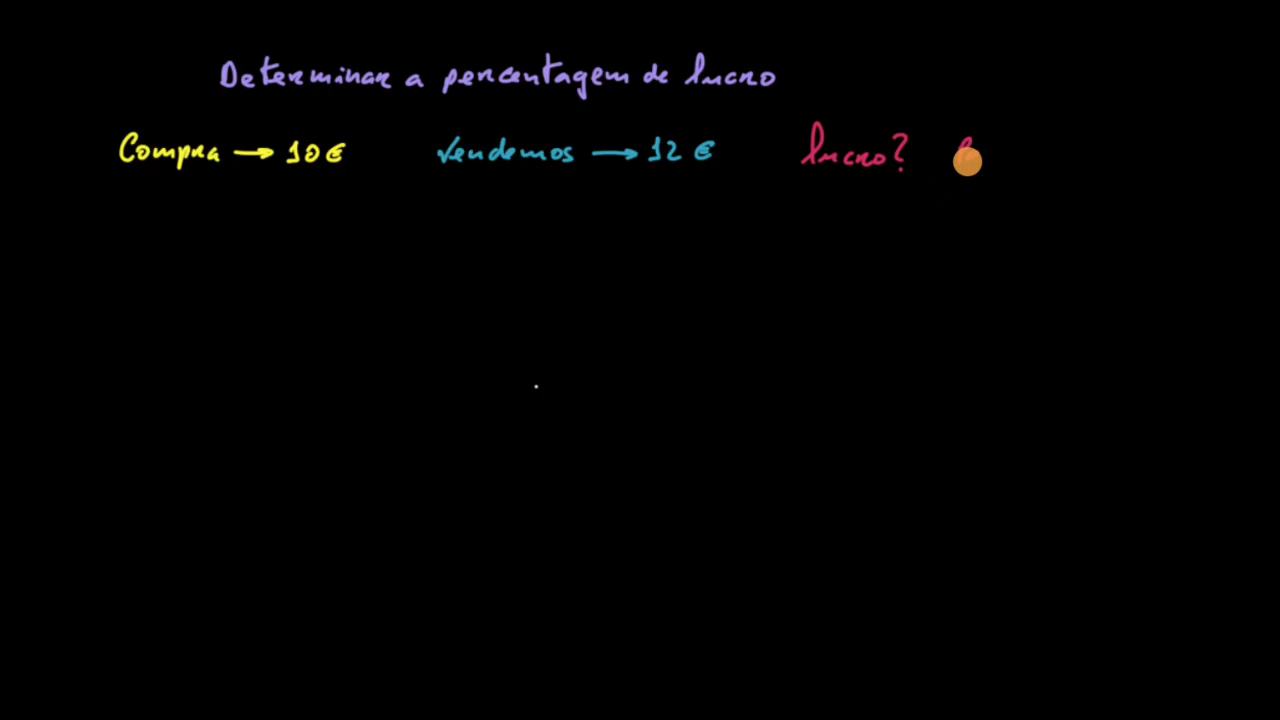 Determinar a percentagem de lucro
Compra → 10€ Vendemos → 12 € lucro?